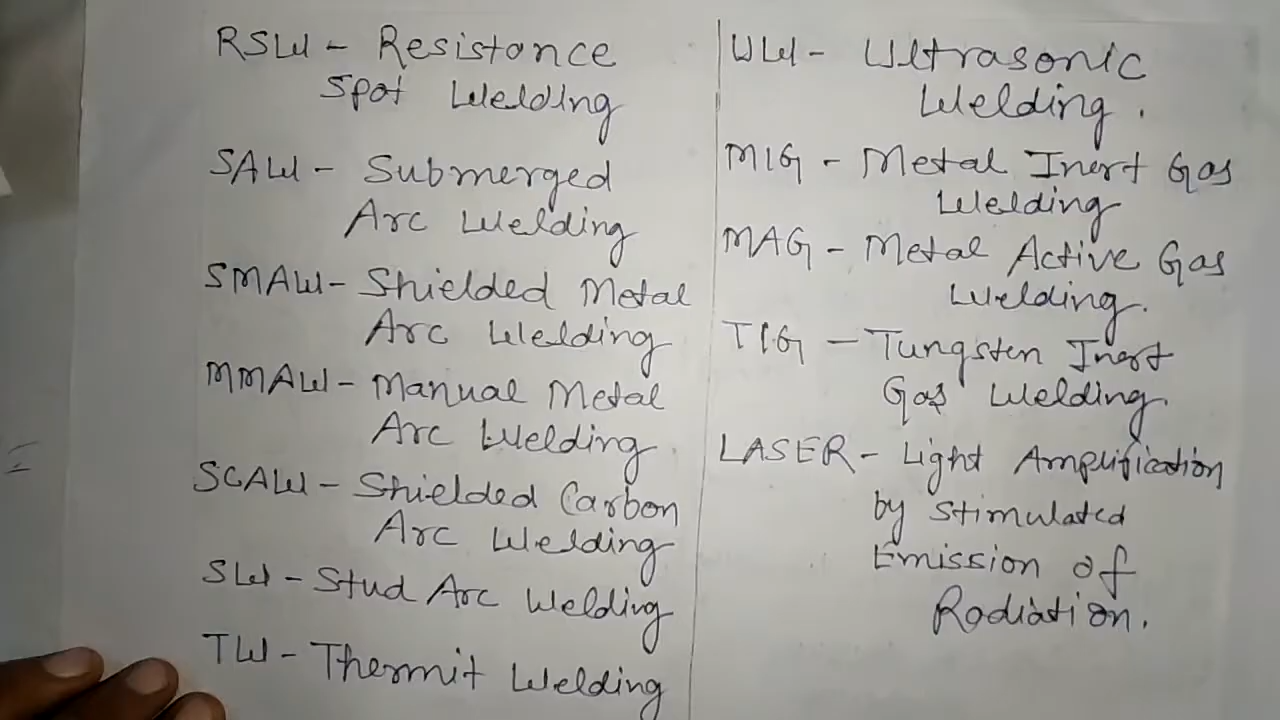 RSW - Resistance
Spot Welding
SAW - Submerged
Arc Welding
SMAW - Shielded Metal
Arc Welding
MMAW - Manual Metal
Arc Welding
SCAW - Shielded Carbon
Arc Welding
SW - Stud Arc Welding
TW - Thermit Welding
UW - Ultrasonic
Welding.
MIG - Metal Inert Gas
Welding
MAG - Metal Active Gas
Welding.
TIG - Tungsten Inert
Gas Welding.
LASER - Light Amplification
by Stimulated
Emission of
Radiation.